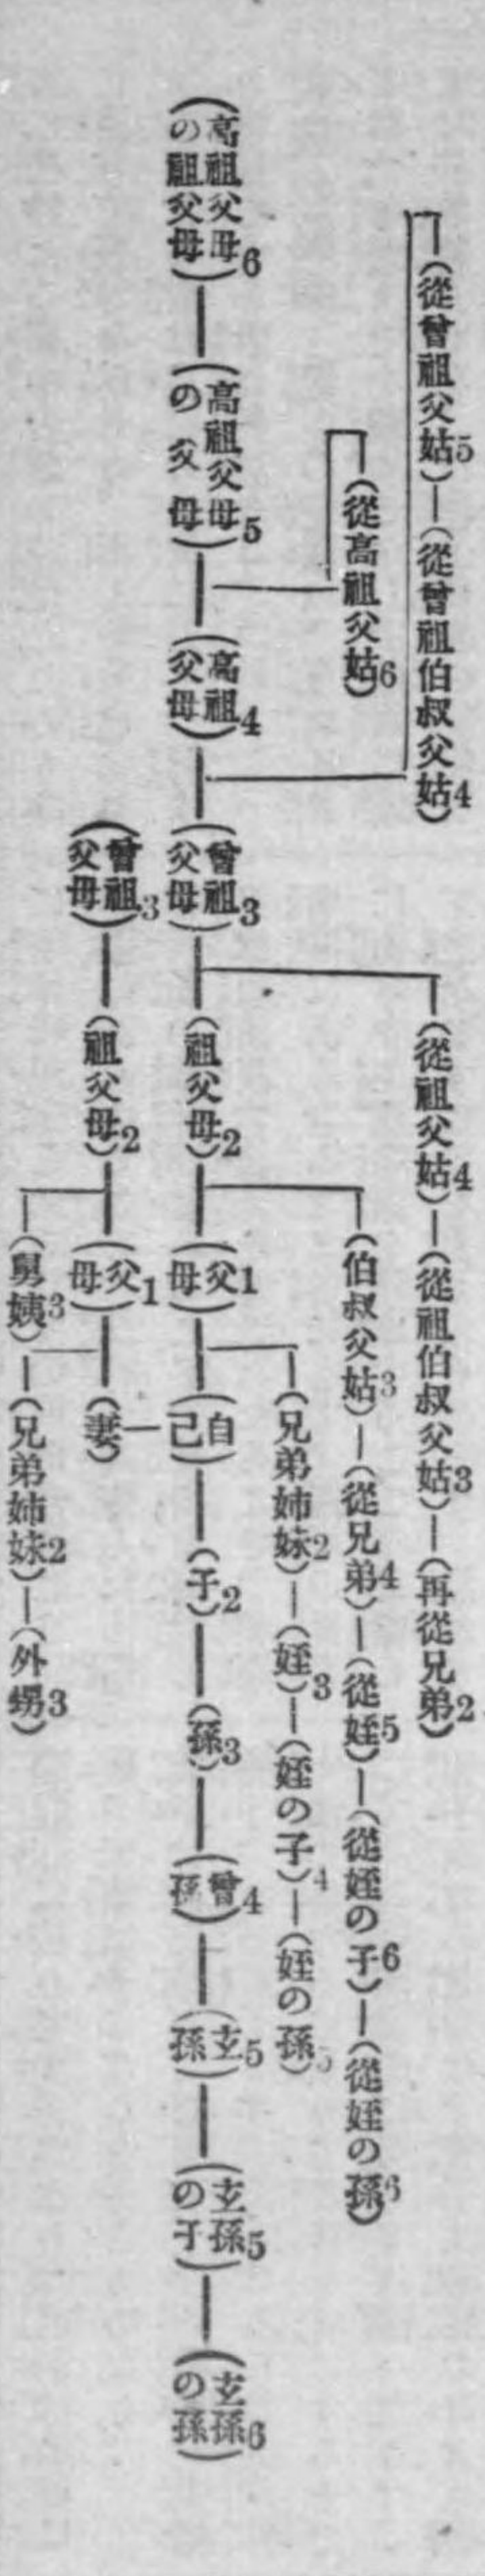 (從曾祖父姑5)—(從曾祖伯叔父姑4)
(從祖父姑4)—(從祖伯叔父姑3)—(再從兄弟2)
(從高祖父姑6)
(伯叔父姑3)—(從兄弟4)—(從姪5)—(從姪の子6)—(從姪の孫6)
(兄弟姉妹2)—(姪3)—(姪の子4)—(姪の孫5)
(高祖父母の祖父母6)
(高祖父母の父母5)
(高祖父母4)
(曾祖父母3)
(祖父母2)
(父母1)
(自己)
(子2)
(孫3)
(曾孫4)
(玄孫5)
(玄孫の子5)
(玄孫の孫6)
(曾祖父母3)
(祖父母2)
(父母1)
(妻)
(舅姨3)
(兄弟姉妹2)—(外甥3)